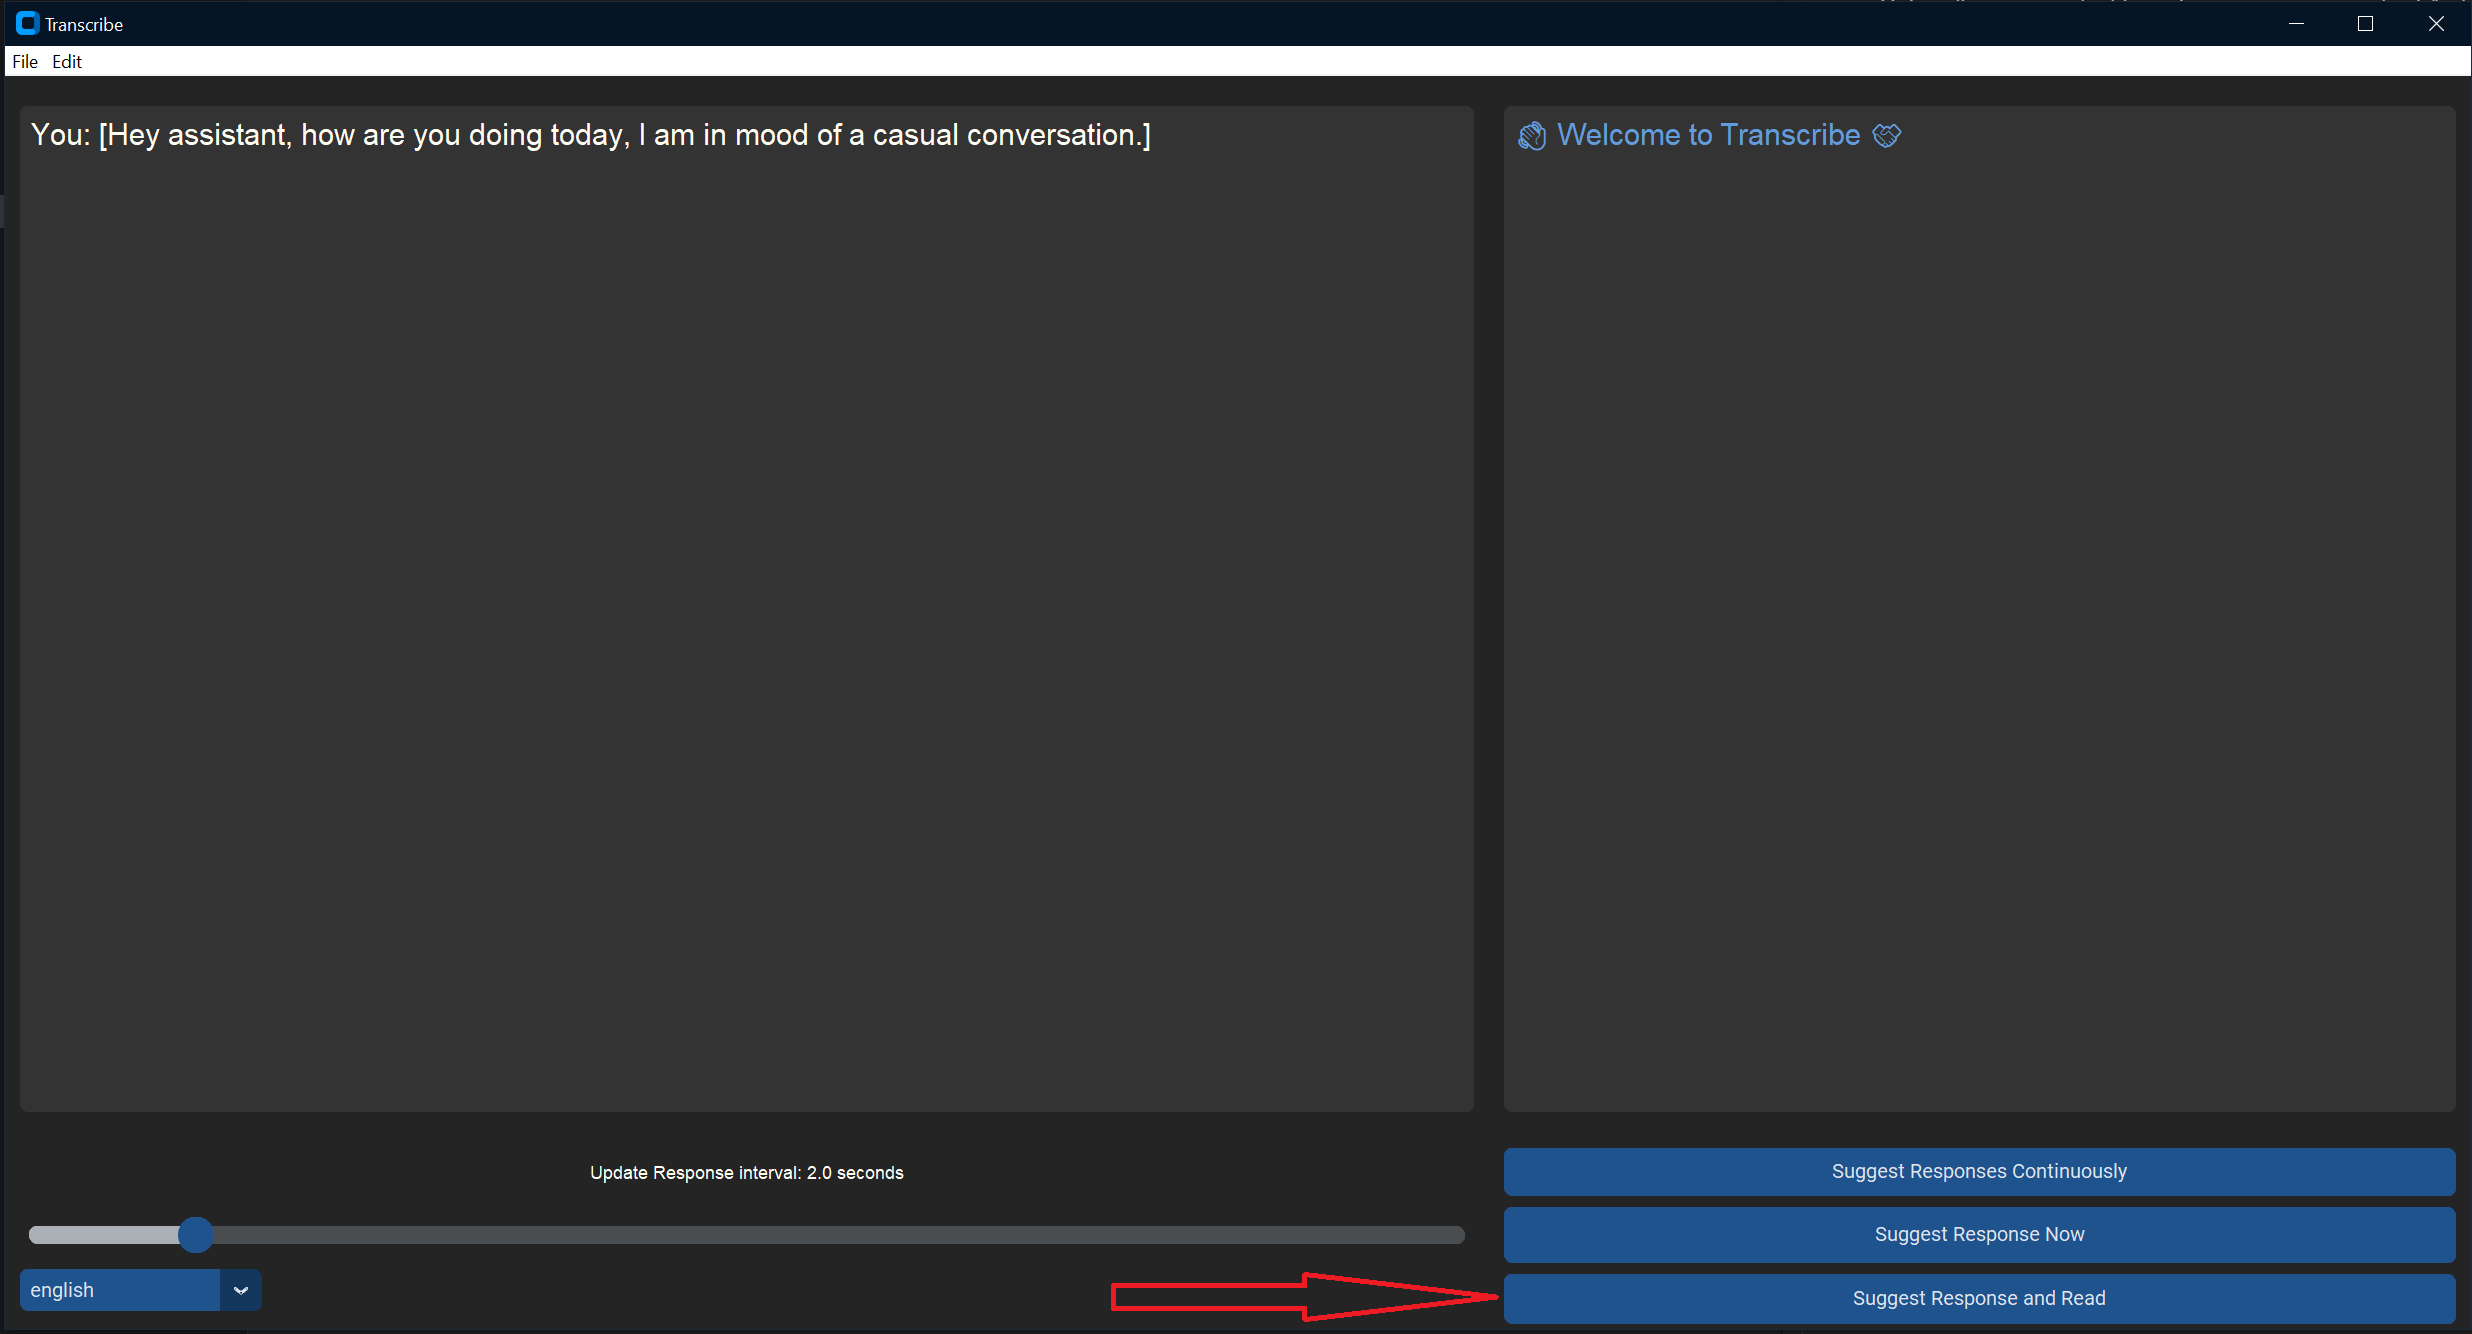 Transcribe
File Edit
You: [Hey assistant, how are you doing today, I am in mood of a casual conversation.]
👋 Welcome to Transcribe 🤝
Update Response interval: 2.0 seconds
english
Suggest Responses Continuously
Suggest Response Now
Suggest Response and Read